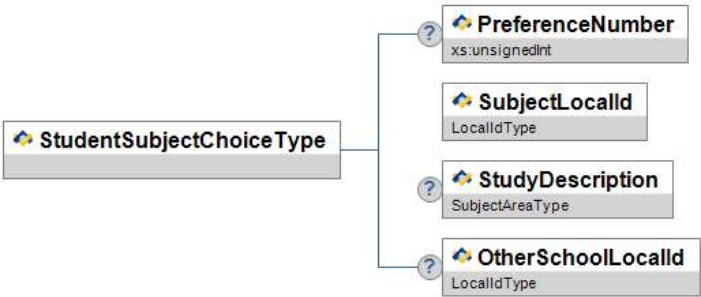 ?
PreferenceNumber
xs:unsignedInt
SubjectLocalId
LocalIdType
StudentSubjectChoiceType
?
StudyDescription
SubjectAreaType
?
OtherSchoolLocalId
LocalIdType